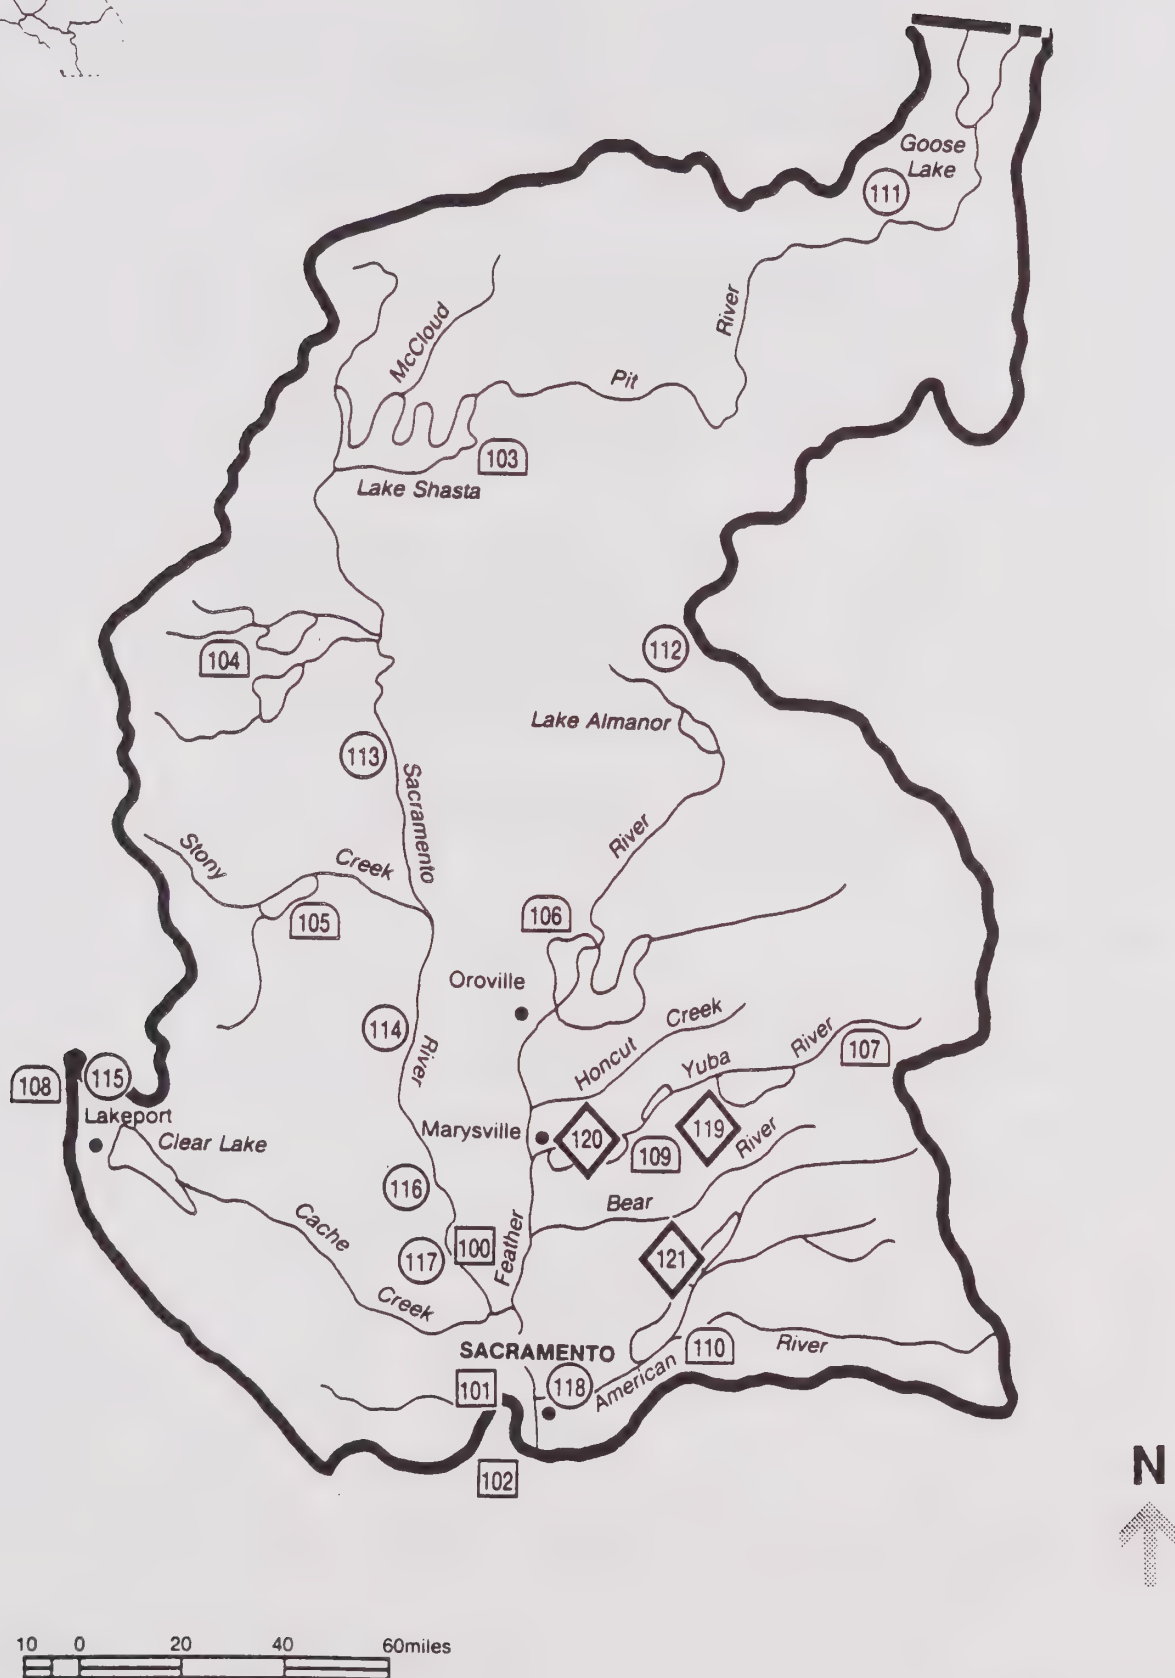 Goose
Lake
111
McCloud
River
Pit
103
Lake Shasta
104
112
Lake Almanor
113
Sacramento
River
Stony
Creek
105
106
Oroville
114
River
Honcut
Creek
Yuba
River
107
108
115
Lakeport
Clear Lake
Marysville
120
109
119
River
116
Bear
Cache
100
Feather
117
121
Creek
SACRAMENTO
110
River
101
118
American
102
N
10 0 20 40 60miles